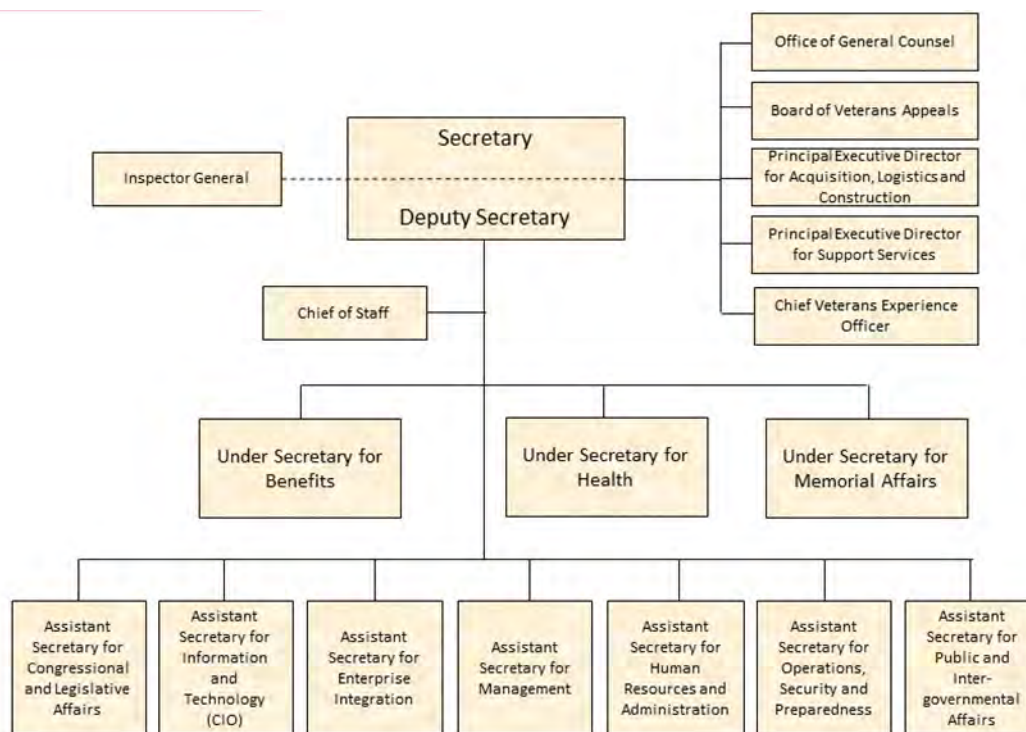 Office of General Counsel
Board of Veterans Appeals
Secretary
Deputy Secretary
Inspector General
Principal Executive Director
for Acquisition, Logistics and
Construction
Principal Executive Director
for Support Services
Chief of Staff
Chief Veterans Experience
Officer
Under Secretary for
Benefits
Under Secretary for
Health
Under Secretary for
Memorial Affairs
Assistant
Secretary for
Congressional
and Legislative
Affairs
Assistant
Secretary for
Information
and
Technology
(CIO)
Assistant
Secretary for
Enterprise
Integration
Assistant
Secretary for
Management
Assistant
Secretary for
Human
Resources and
Administration
Assistant
Secretary for
Operations,
Security and
Preparedness
Assistant
Secretary for
Public and
Inter-
governmental
Affairs